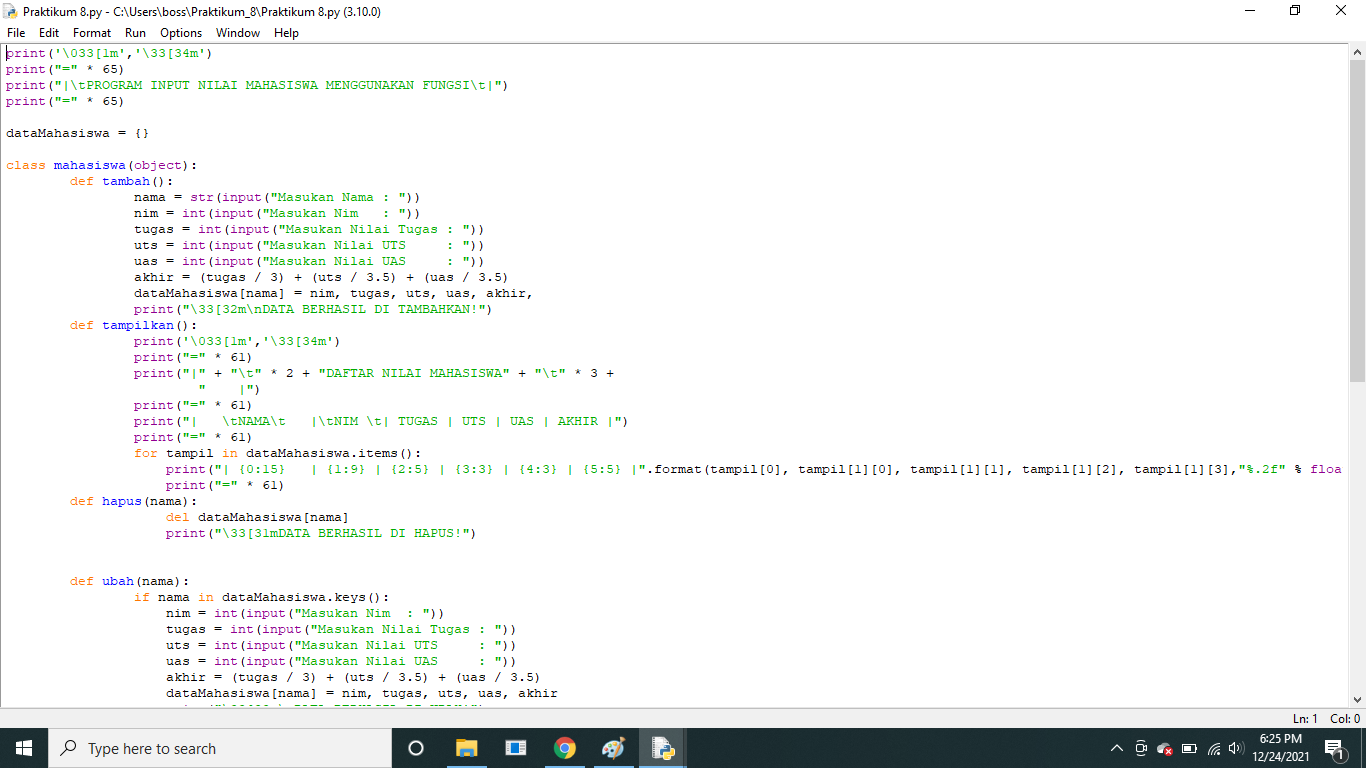 Praktikum 8.py - C:\Users\boss\Praktikum_8\Praktikum 8.py (3.10.0)
File Edit Format Run Options Window Help
print('\033[1m','\33[34m')
print("=" * 65)
print("|\tPROGRAM INPUT NILAI MAHASISWA MENGGUNAKAN FUNGSI\t|")
print("=" * 65)
dataMahasiswa = {}
class mahasiswa(object):
        def tambah():
                nama = str(input("Masukan Nama : "))
                nim = int(input("Masukan Nim   : "))
                tugas = int(input("Masukan Nilai Tugas : "))
                uts = int(input("Masukan Nilai UTS     : "))
                uas = int(input("Masukan Nilai UAS     : "))
                akhir = (tugas / 3) + (uts / 3.5) + (uas / 3.5)
                dataMahasiswa[nama] = nim, tugas, uts, uas, akhir,
                print("\33[32m\nDATA BERHASIL DI TAMBAHKAN!")
        def tampilkan():
                print('\033[1m','\33[34m')
                print("=" * 61)
                print("|" + "\t" * 2 + "DAFTAR NILAI MAHASISWA" + "\t" * 3 +
                        "    |")
                print("=" * 61)
                print("|   \tNAMA\t   |\tNIM \t| TUGAS | UTS | UAS | AKHIR |")
                print("=" * 61)
                for tampil in dataMahasiswa.items():
                    print("| {0:15}   | {1:9} | {2:5} | {3:3} | {4:3} | {5:5} |".format(tampil[0], tampil[1][0], tampil[1][1], tampil[1][2], tampil[1][3],"%.2f" % floa
                    print("=" * 61)
        def hapus(nama):
                    del dataMahasiswa[nama]
                    print("\33[31mDATA BERHASIL DI HAPUS!")
        def ubah(nama):
                if nama in dataMahasiswa.keys():
                    nim = int(input("Masukan Nim  : "))
                    tugas = int(input("Masukan Nilai Tugas : "))
                    uts = int(input("Masukan Nilai UTS     : "))
                    uas = int(input("Masukan Nilai UAS     : "))
                    akhir = (tugas / 3) + (uts / 3.5) + (uas / 3.5)
                    dataMahasiswa[nama] = nim, tugas, uts, uas, akhir
Ln: 1 Col: 0
Type here to search
6:25 PM
12/24/2021
1